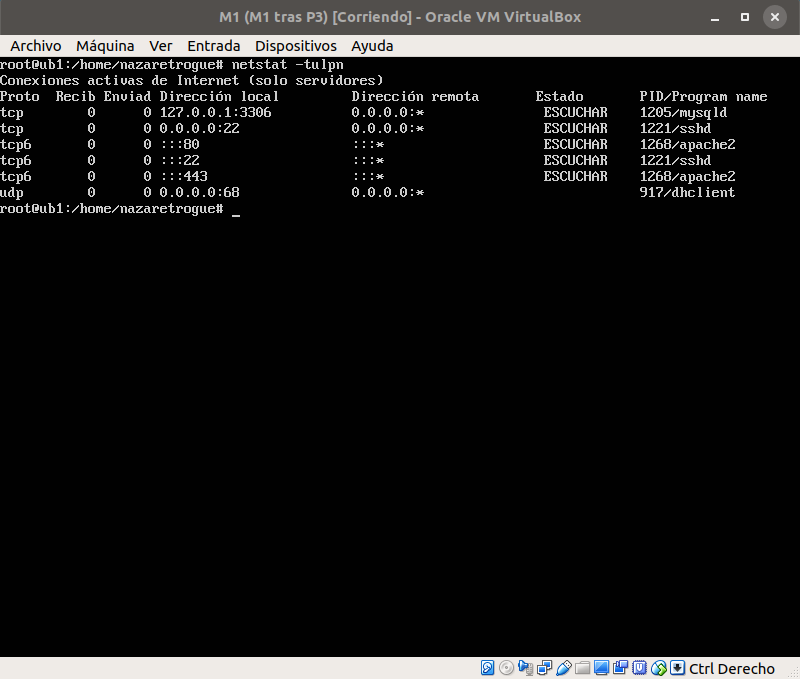 M1 (M1 tras P3) [Corriendo] - Oracle VM VirtualBox
Archivo Máquina Ver Entrada Dispositivos Ayuda
root@ub1:/home/nazaretrogue# netstat -tulpn
Conexiones activas de Internet (solo servidores)
Proto Recib Enviad Dirección local Dirección remota Estado PID/Program name
tcp 0 0 127.0.0.1:3306 0.0.0.0:* ESCUCHAR 1205/mysqld
tcp 0 0 0.0.0.0:22 0.0.0.0:* ESCUCHAR 1221/sshd
tcp6 0 0 :::80 :::* ESCUCHAR 1268/apache2
tcp6 0 0 :::22 :::* ESCUCHAR 1221/sshd
tcp6 0 0 :::443 :::* ESCUCHAR 1268/apache2
udp 0 0 0.0.0.0:68 0.0.0.0:* 917/dhclient
root@ub1:/home/nazaretrogue# _
Ctrl Derecho